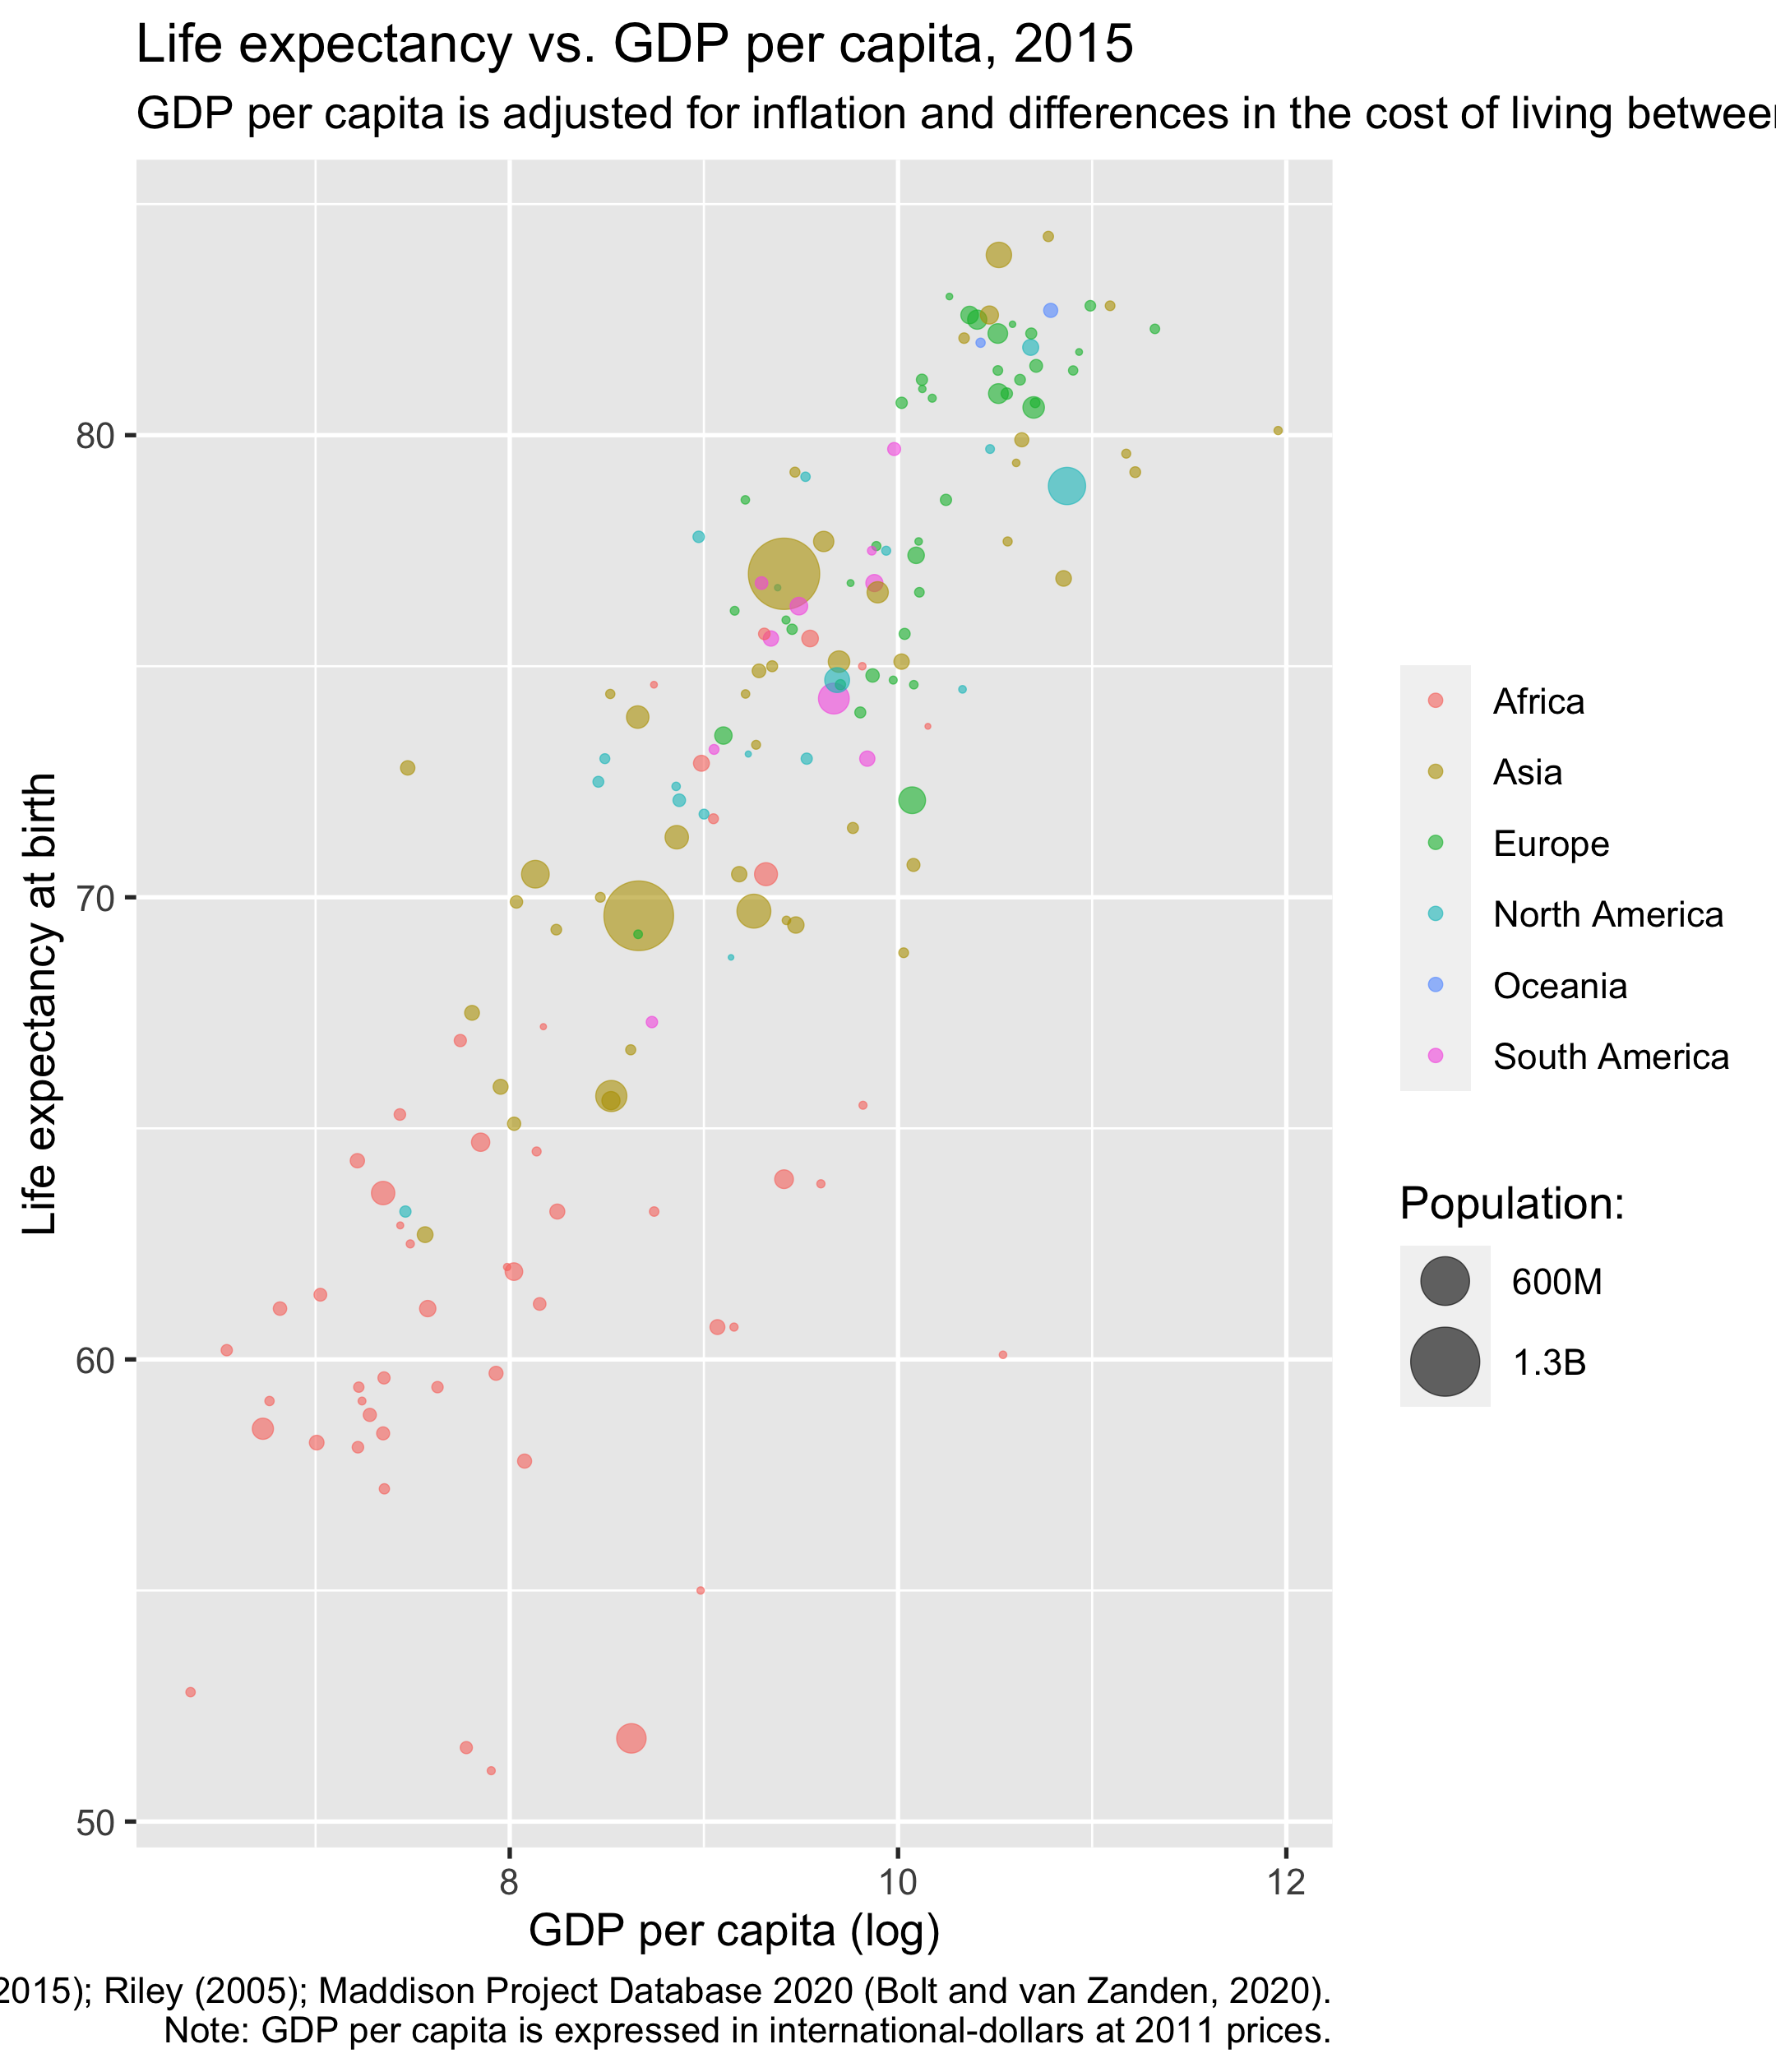 Life expectancy vs. GDP per capita, 2015
GDP per capita is adjusted for inflation and differences in the cost of living between
Life expectancy at birth
80
70
60
50
8
10
12
GDP per capita (log)
Africa
Asia
Europe
North America
Oceania
South America
Population:
600M
1.3B
2015); Riley (2005); Maddison Project Database 2020 (Bolt and van Zanden, 2020).
Note: GDP per capita is expressed in international-dollars at 2011 prices.